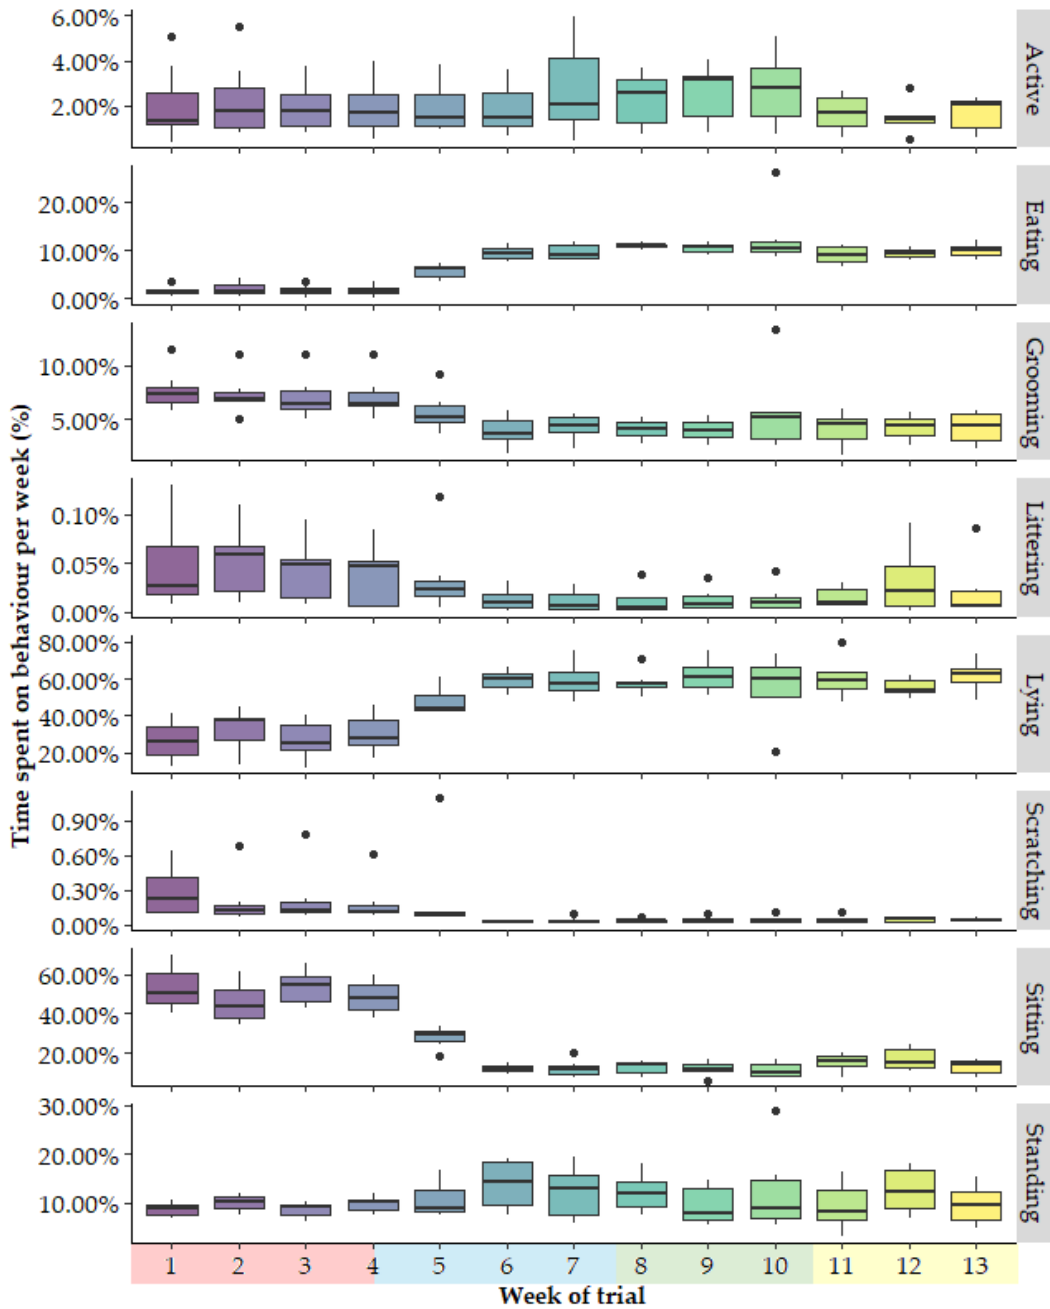 Time spent on behaviour per week (%)
6.00%
4.00%
2.00%
Active
20.00%
10.00%
0.00%
Eating
10.00%
5.00%
Grooming
0.10%
0.05%
0.00%
Littering
80.00%
60.00%
40.00%
20.00%
Lying
0.90%
0.60%
0.30%
0.00%
Scratching
60.00%
40.00%
20.00%
Sitting
30.00%
20.00%
10.00%
Standing
1 2 3 4 5 6 7 8 9 10 11 12 13
Week of trial